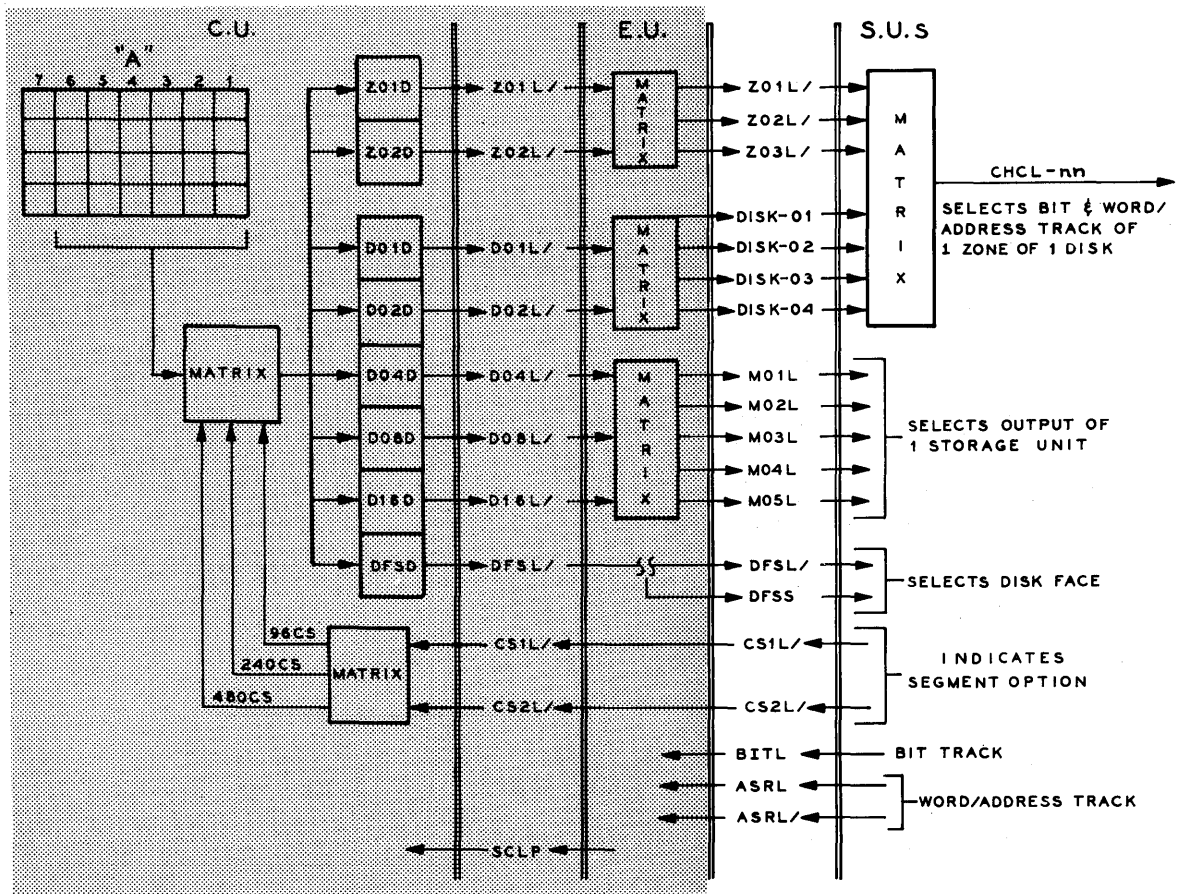 C.U.
E.U.
S.U.s
"A"
7 6 5 4 3 2 1
Z01D
Z01L/
MATRIX
Z01L/
Z02L/
Z02D
Z02L/
Z03L/
MATRIX
CHCL-nn
SELECTS BIT & WORD/
ADDRESS TRACK OF
1 ZONE OF 1 DISK
DISK-01
D01D
D01L/
MATRIX
DISK-02
DISK-03
D02D
D02L/
DISK-04
MATRIX
D04D
D04L/
MATRIX
M01L
M02L
D08D
D08L/
M03L
M04L
D16D
D16L/
M05L
SELECTS OUTPUT OF
1 STORAGE UNIT
DFSD
DFSL/
DFSL/
DFSS
SELECTS DISK FACE
96CS
240CS
480CS
MATRIX
CS1L/
CS1L/
CS2L/
CS2L/
INDICATES
SEGMENT OPTION
BITL
BIT TRACK
ASRL
ASRL/
WORD/ADDRESS TRACK
SCLP